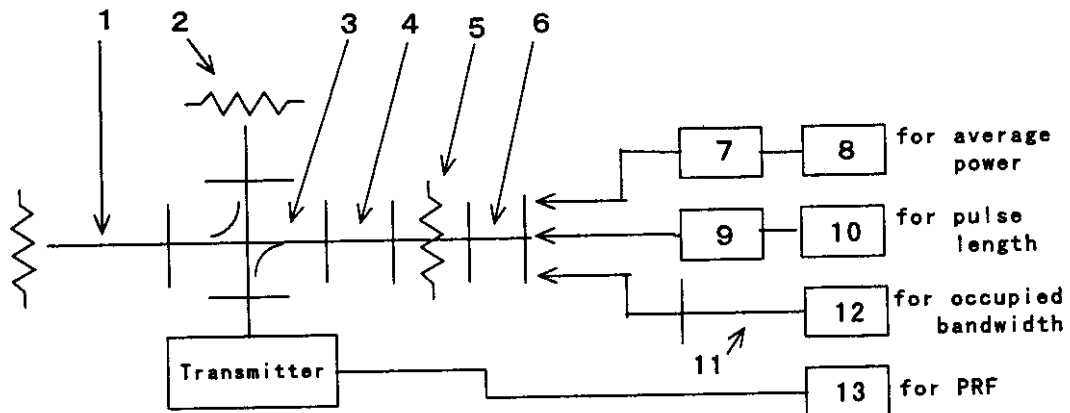 1
2
3
4
5
6
7
8
for average
power
9
10
for pulse
length
11
12
for occupied
bandwidth
Transmitter
13
for PRF